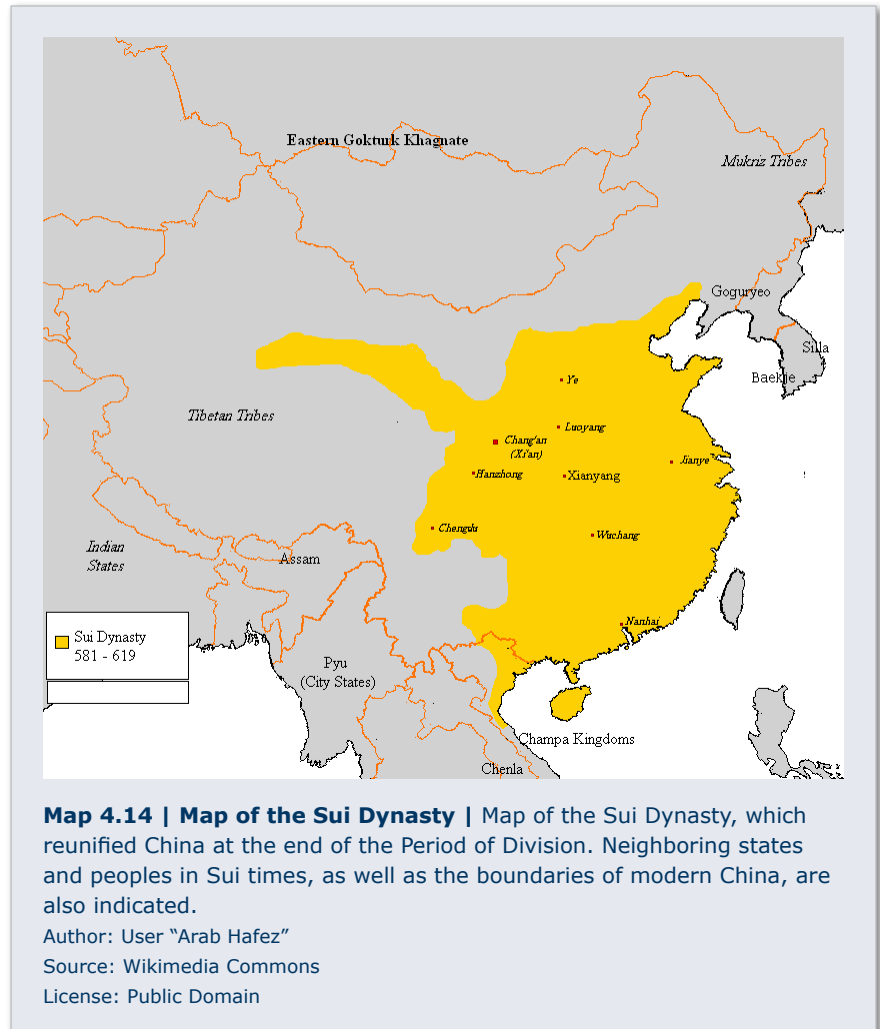 Eastern Gokturk Khagnate
Mukriz Tribes
Goguryeo
Silla
Baekje
Ye
Tibetan Tribes
Luoyang
Chang'an
(Xi'an)
Jianye
Hanzhong
Xianyang
Chengdu
Wuchang
Indian
States
Assam
Nanhai
Sui Dynasty
581 - 619
Pyu
(City States)
Champa Kingdoms
Chenla
Map 4.14 | Map of the Sui Dynasty | Map of the Sui Dynasty, which
reunified China at the end of the Period of Division. Neighboring states
and peoples in Sui times, as well as the boundaries of modern China, are
also indicated.
Author: User “Arab Hafez”
Source: Wikimedia Commons
License: Public Domain